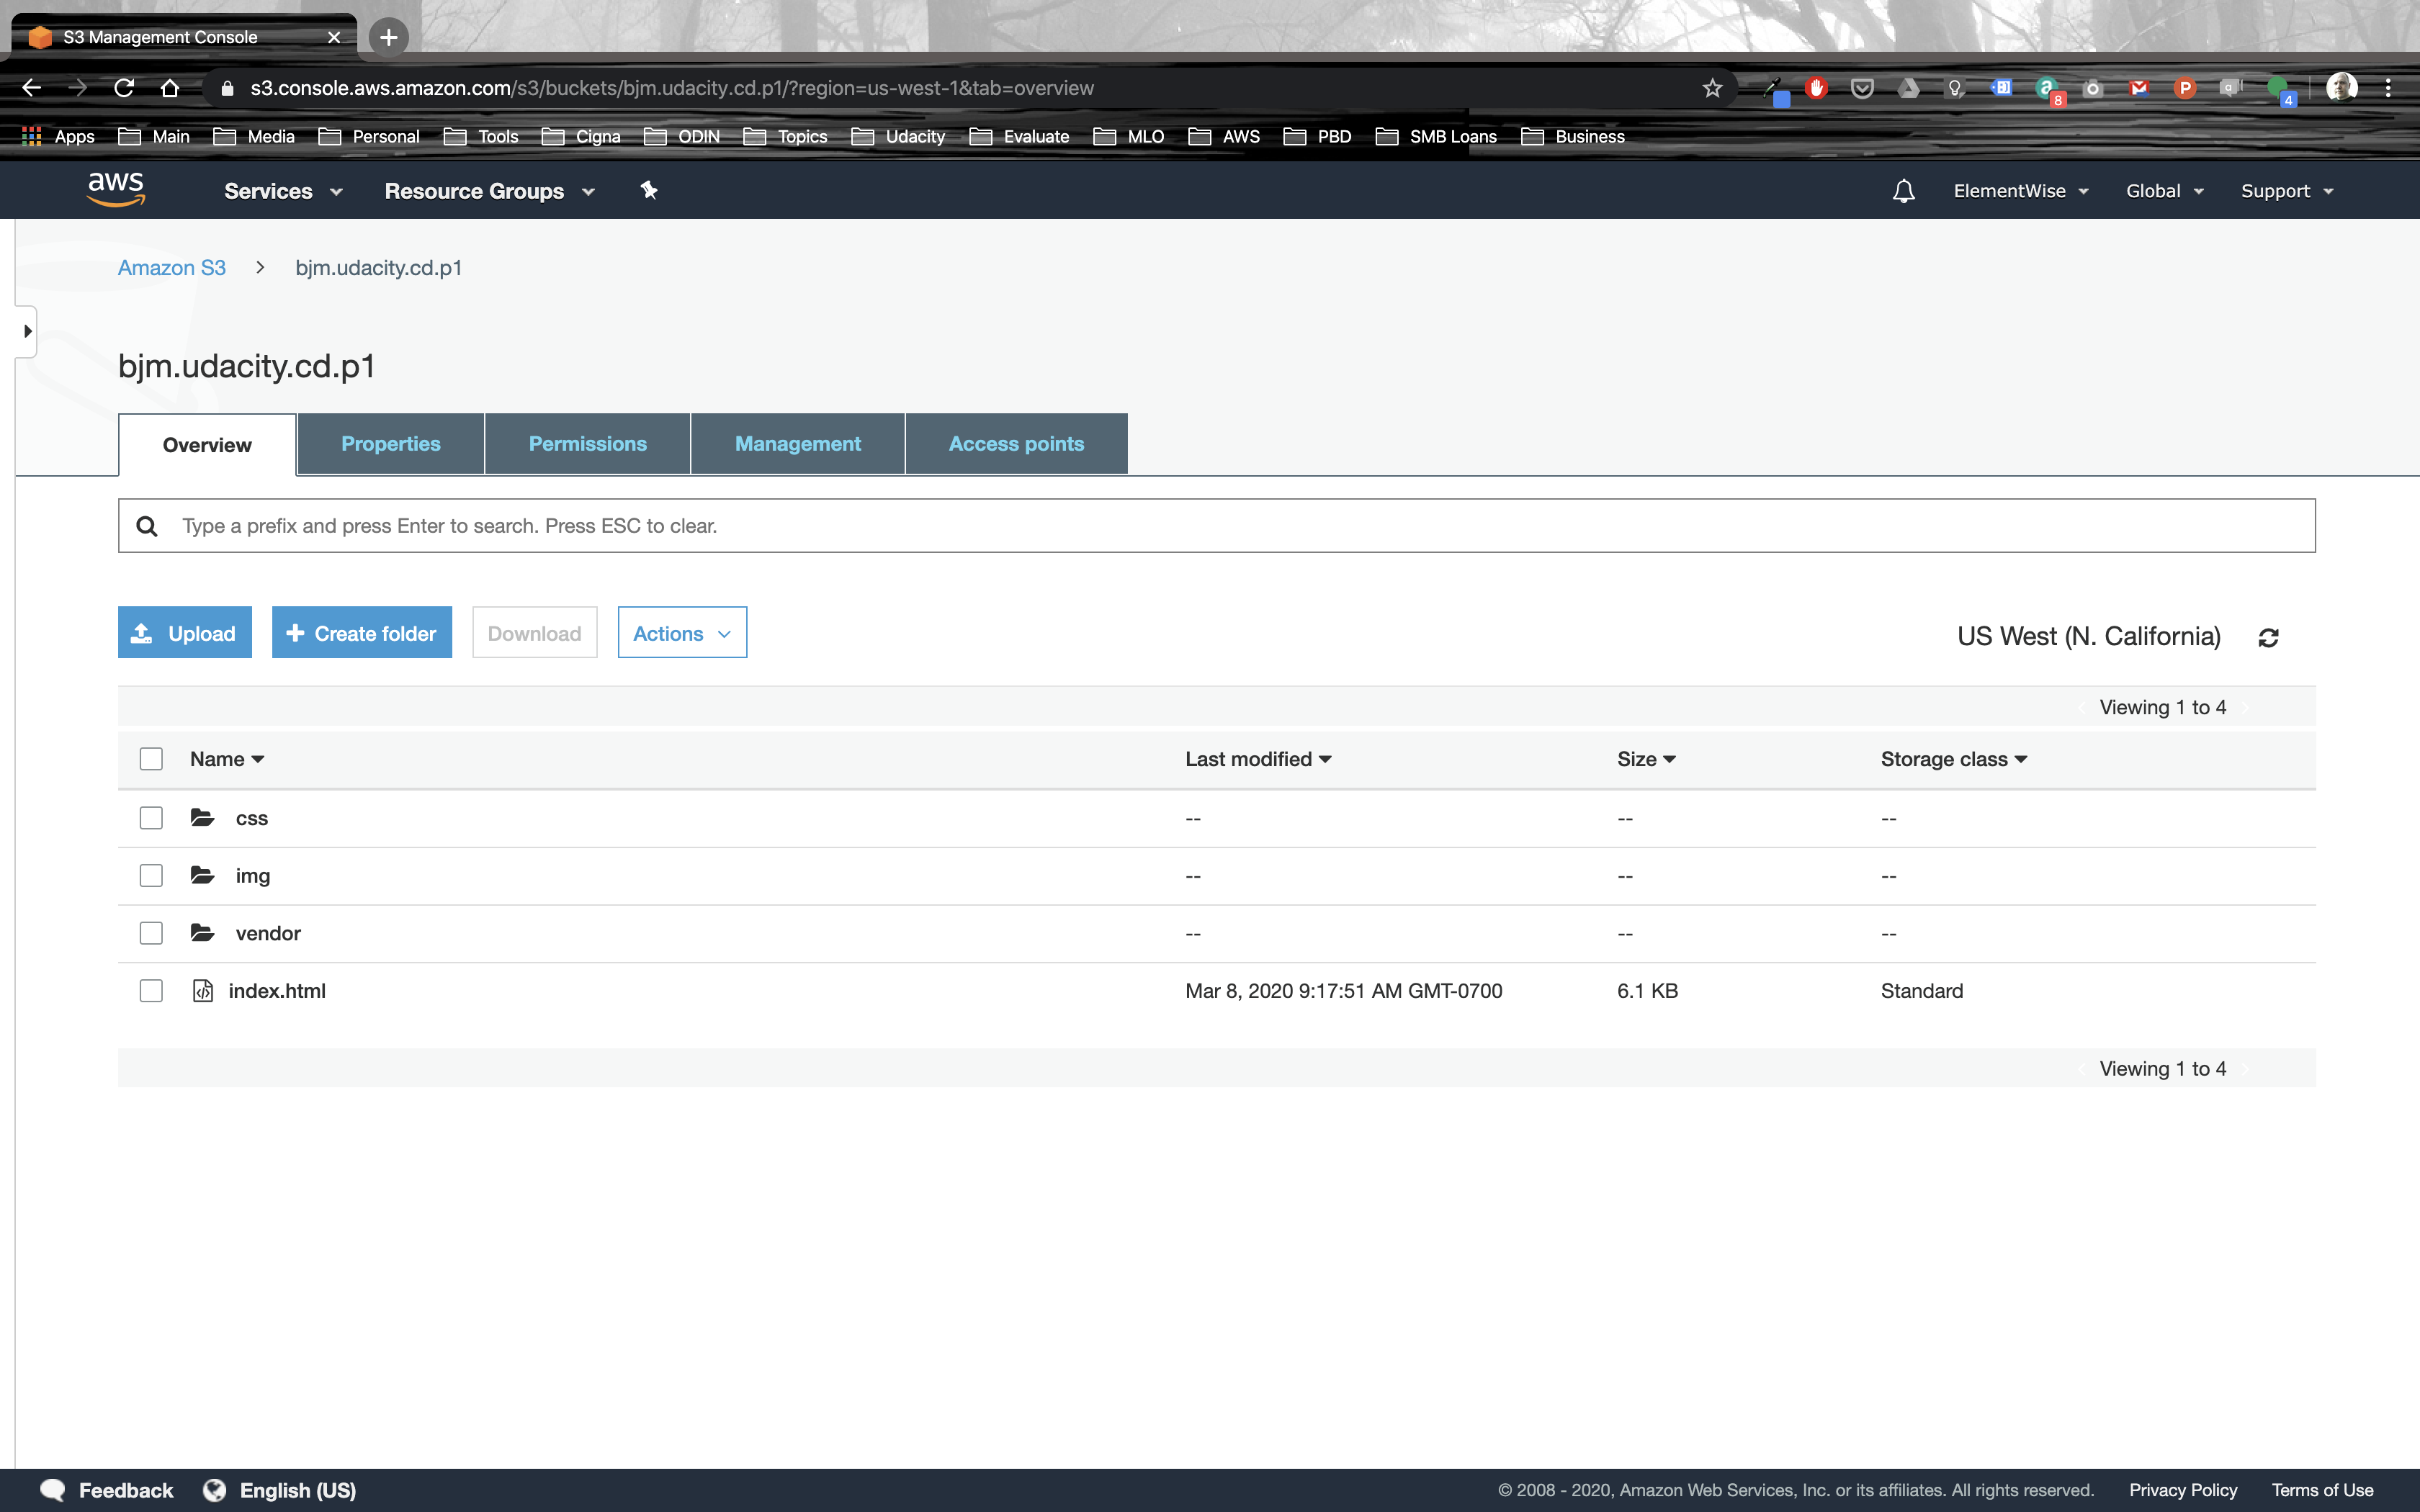 S3 Management Console
s3.console.aws.amazon.com/s3/buckets/bjm.udacity.cd.p1/?region=us-west-1&tab=overview
8
4
Apps Main Media Personal Tools Cigna ODIN Topics Udacity Evaluate MLO AWS PBD SMB Loans Business
aws Services Resource Groups ElementWise Global Support
Amazon S3 > bjm.udacity.cd.p1
bjm.udacity.cd.p1
Overview Properties Permissions Management Access points
Type a prefix and press Enter to search. Press ESC to clear.
Upload Create folder Download Actions US West (N. California)
Viewing 1 to 4
Name Last modified Size Storage class
css -- -- --
img -- -- --
vendor -- -- --
index.html Mar 8, 2020 9:17:51 AM GMT-0700 6.1 KB Standard
Viewing 1 to 4
Feedback English (US) © 2008 - 2020, Amazon Web Services, Inc. or its affiliates. All rights reserved. Privacy Policy Terms of Use